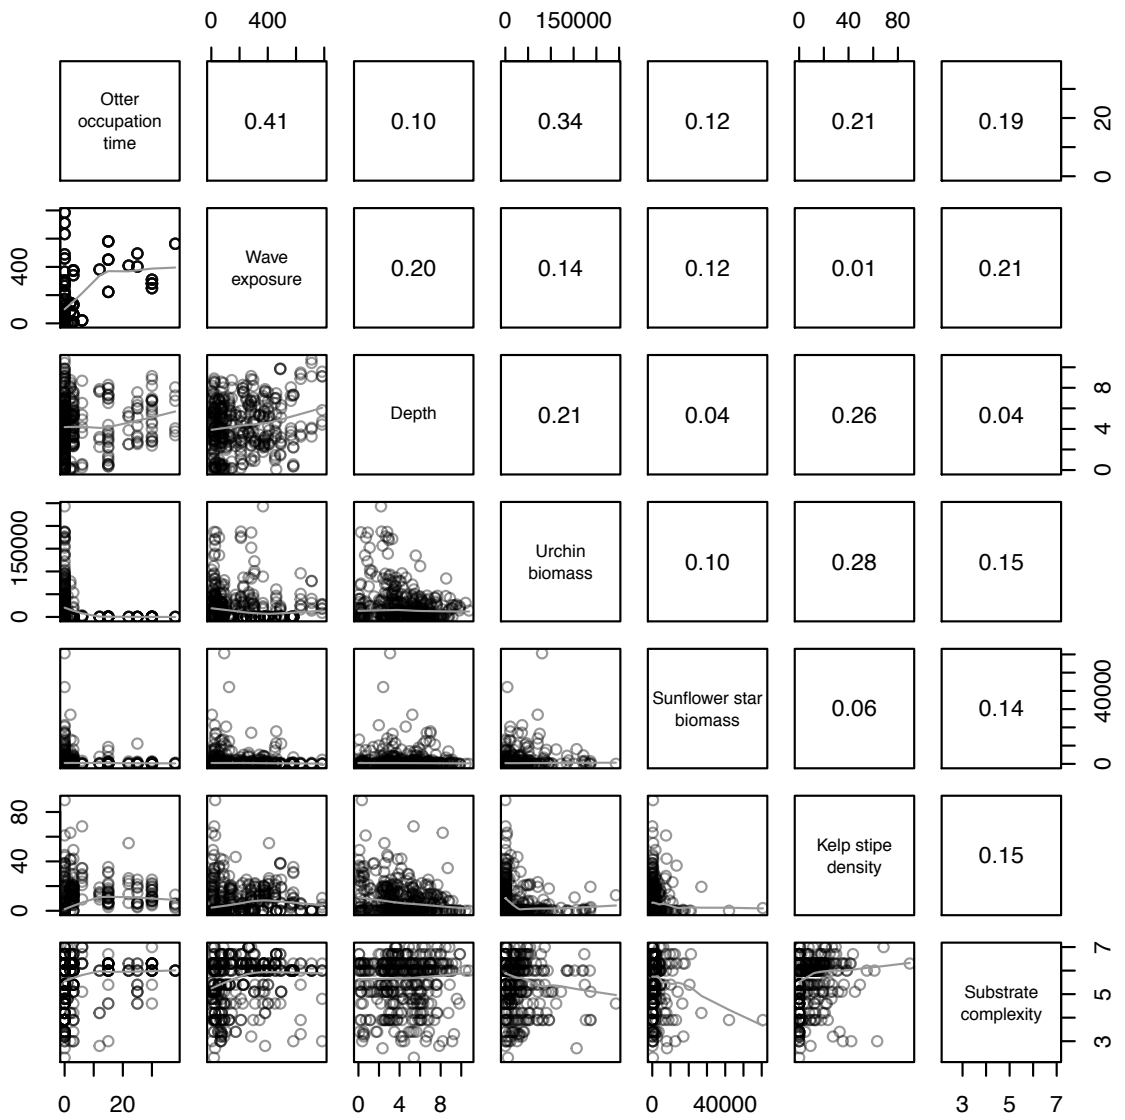 0 400 0 150000 0 40 80
Otter
occupation
time
0.41 0.10 0.34 0.12 0.21 0.19
0 20
0 400
Wave
exposure
0.20 0.14 0.12 0.01 0.21
Depth
0.21 0.04 0.26 0.04
0 4 8
0 150000
Urchin
biomass
0.10 0.28 0.15
Sunflower star
biomass
0.06 0.14
0 40000
0 40 80
Kelp stipe
density
0.15
Substrate
complexity
3 5 7
0 20 0 4 8 0 40000 3 5 7